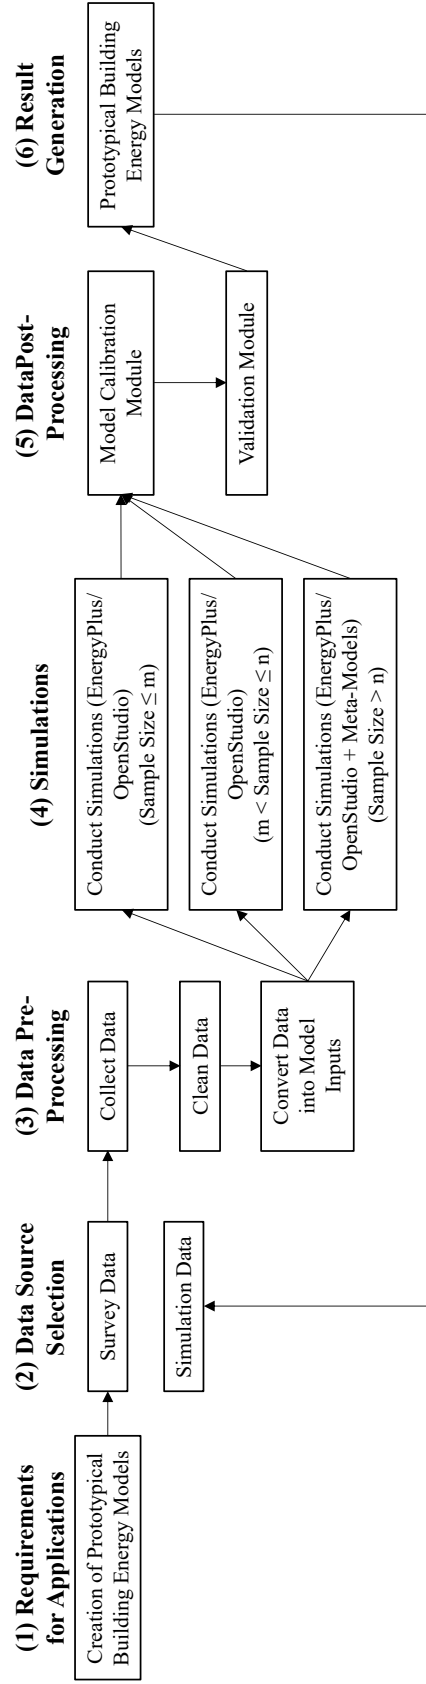 (1) Requirements
for Applications
Creation of Prototypical
Building Energy Models
(2) Data Source
Selection
Survey Data
Simulation Data
(3) Data Pre-
Processing
Collect Data
Clean Data
Convert Data
into Model
Inputs
(4) Simulations
Conduct Simulations (EnergyPlus/
OpenStudio)
(Sample Size ≤ m)
Conduct Simulations (EnergyPlus/
OpenStudio)
(m < Sample Size ≤ n)
Conduct Simulations (EnergyPlus/
OpenStudio + Meta-Models)
(Sample Size > n)
(5) DataPost-
Processing
Model Calibration
Module
Validation Module
(6) Result
Generation
Prototypical Building
Energy Models